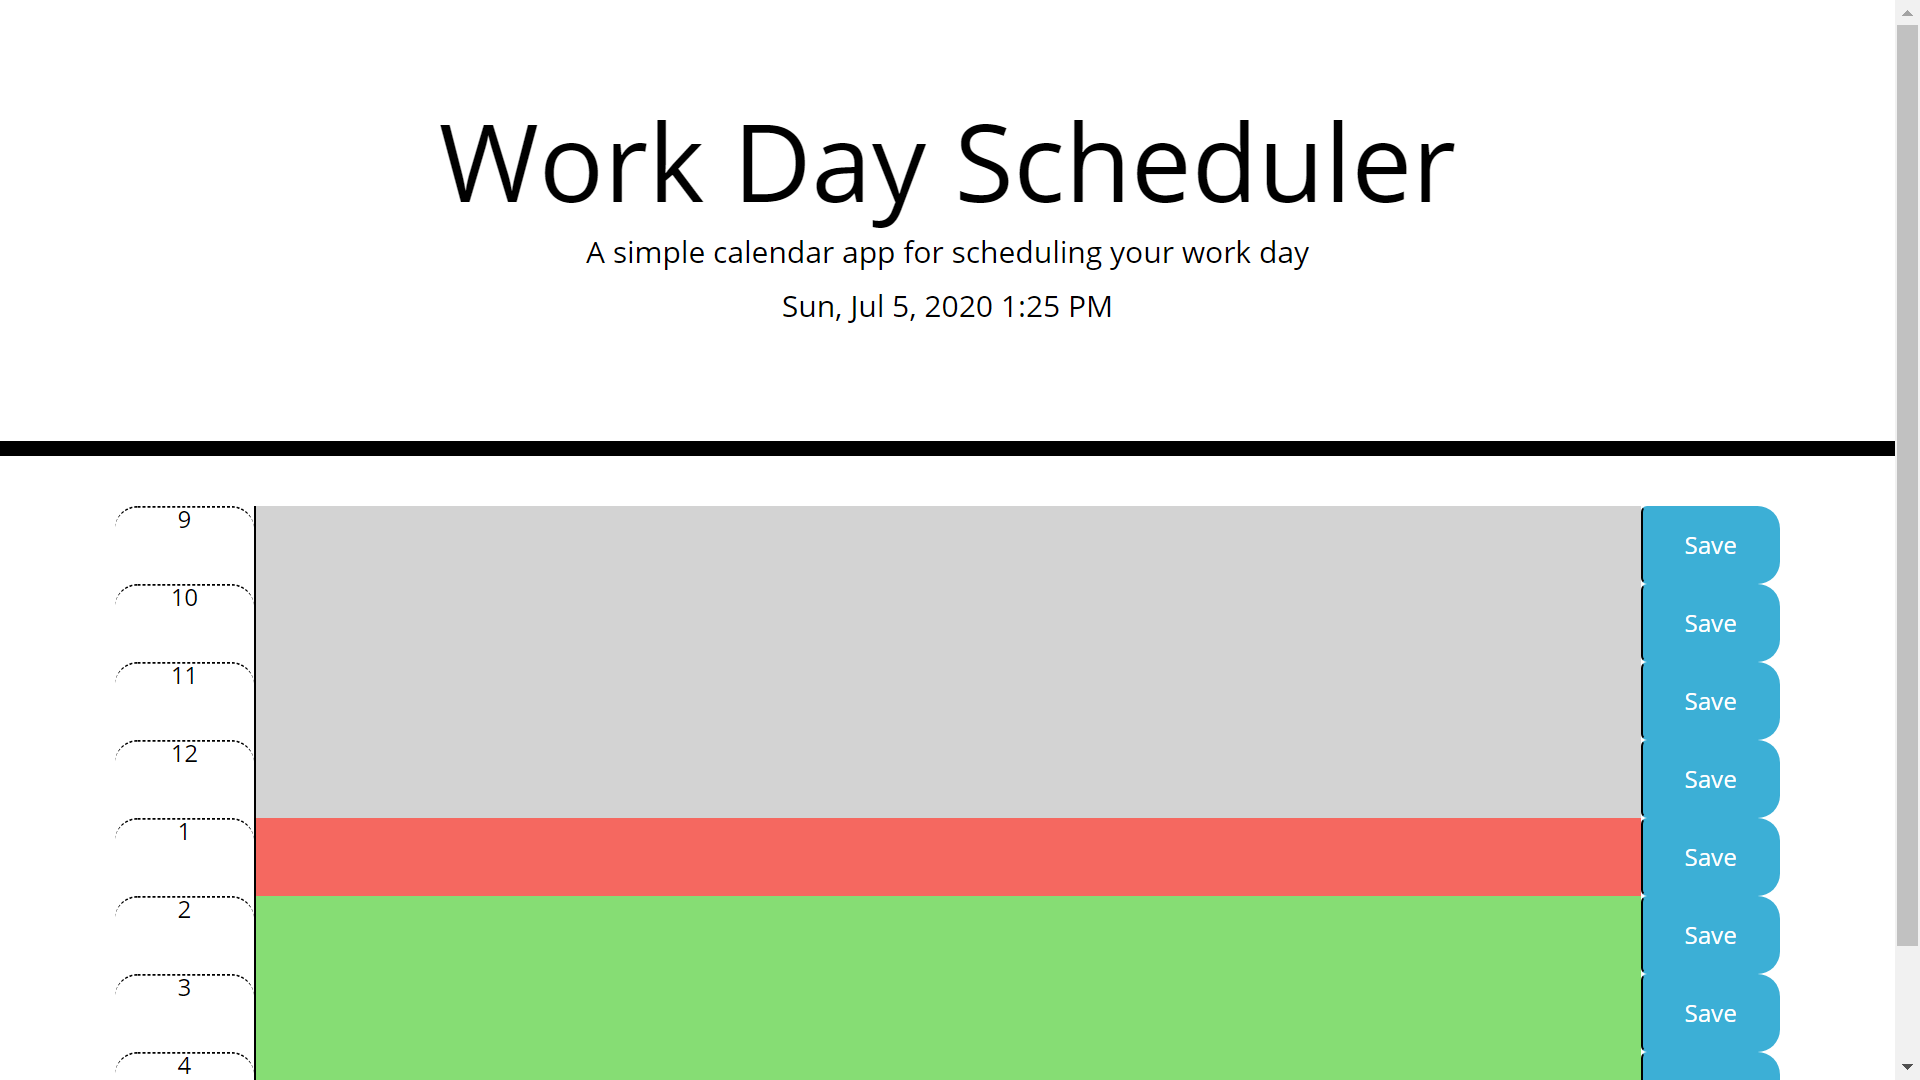 Work Day Scheduler
A simple calendar app for scheduling your work day
Sun, Jul 5, 2020 1:25 PM
9 Save
10 Save
11 Save
12 Save
1 Save
2 Save
3 Save
4